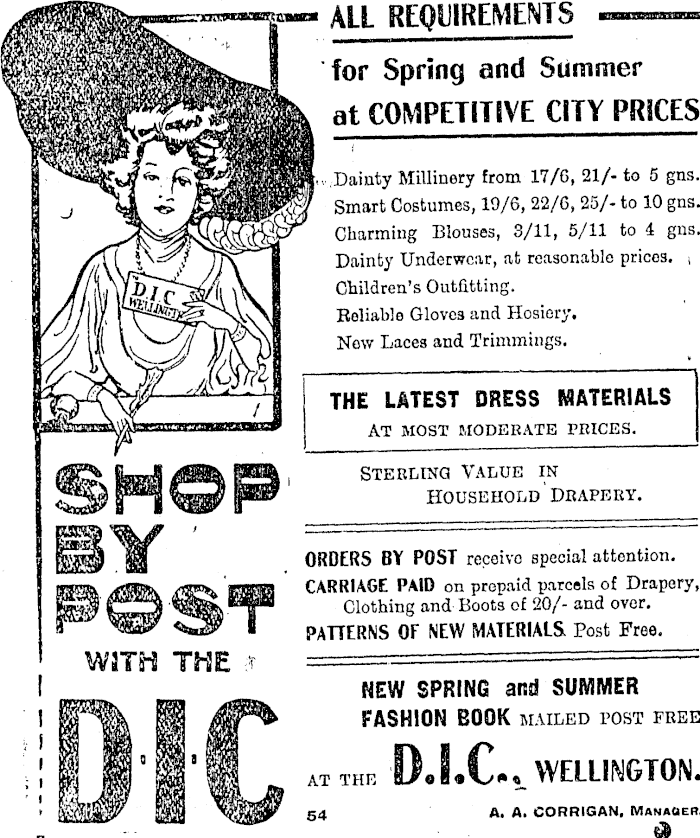 ALL REQUIREMENTS
for Spring and Summer
at COMPETITIVE CITY PRICES
Dainty Millinery from 17/6, 21/- to 5 gns.
Smart Costumes, 19/6, 22/6, 25/- to 10 gns.
Charming Blouses, 3/11, 5/11 to 4 gns.
Dainty Underwear, at reasonable prices.
Children's Outfitting.
Reliable Gloves and Hosiery.
New Laces and Trimmings.
THE LATEST DRESS MATERIALS
AT MOST MODERATE PRICES.
STERLING VALUE IN
HOUSEHOLD DRAPERY.
ORDERS BY POST receive special attention.
CARRIAGE PAID on prepaid parcels of Drapery,
Clothing and Boots of 20/- and over.
PATTERNS OF NEW MATERIALS Post Free.
NEW SPRING and SUMMER
FASHION BOOK MAILED POST FREE
AT THE D.I.C., WELLINGTON.
54 A. A. CORRIGAN, MANAGER.
D.I.C
WELLINGTN
SHOP
BY
POST
WITH THE
D.I.C